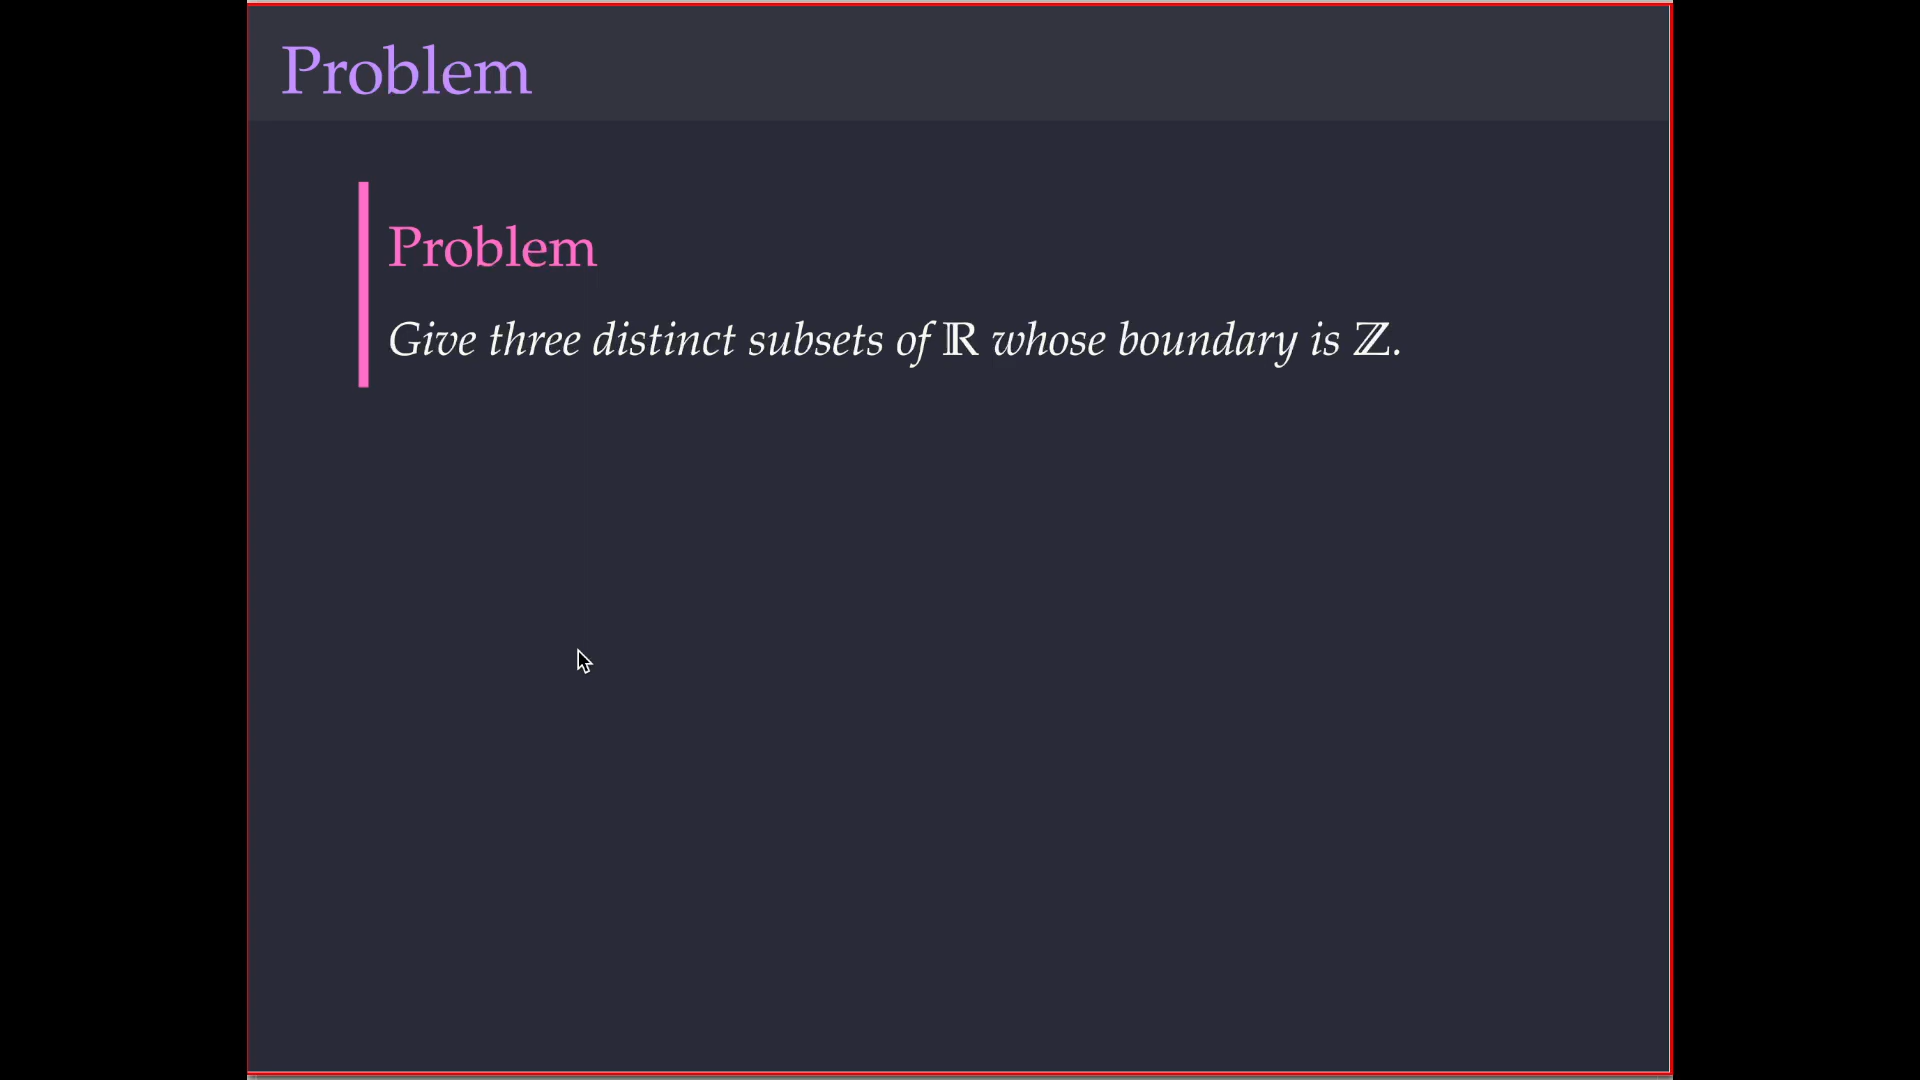 Problem
Problem
Give three distinct subsets of ℝ whose boundary is ℤ.